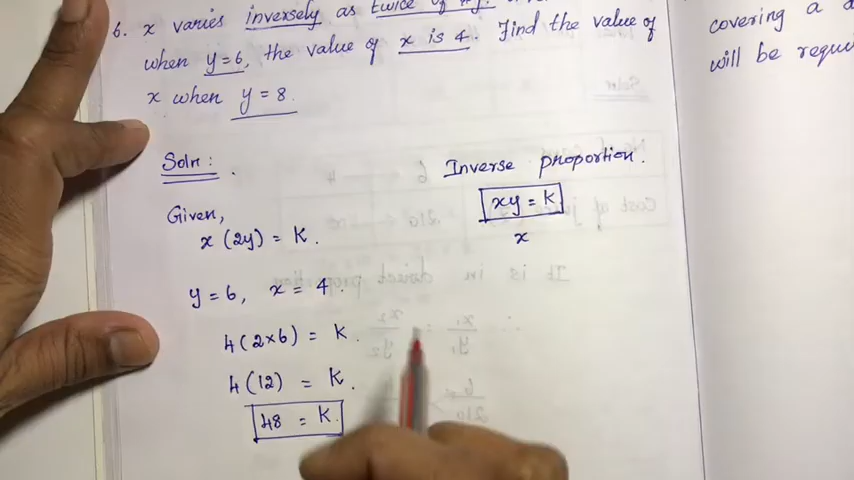 6. x varies inversely as twice of y.
when y=6, the value of x is 4. Find the value of
x when y = 8.
Soln:
Given,
x (2y) = K.
y = 6, x = 4.
4(2×6) = K.
4(12) = K.
48 = K.
Inverse proportion.
xy = K
x
covering a
will be